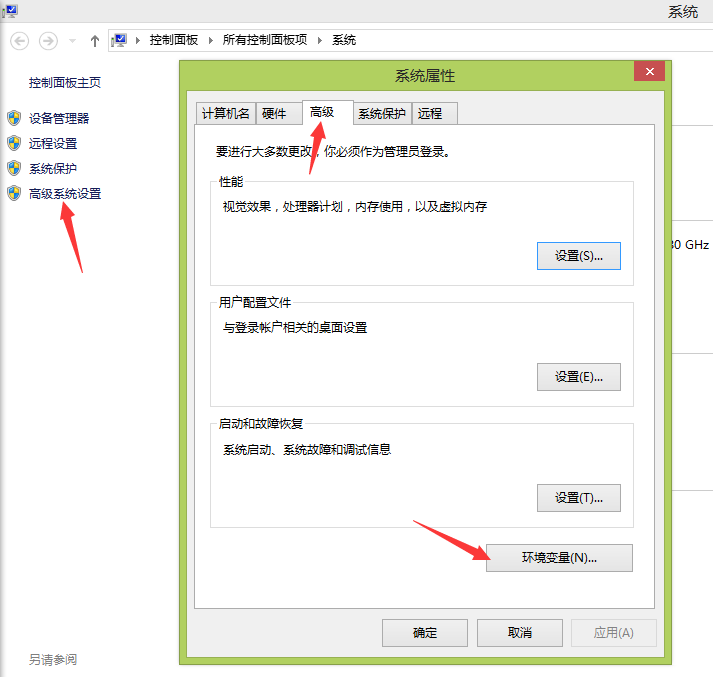 系统
控制面板 所有控制面板项 系统
控制面板主页
设备管理器
远程设置
系统保护
高级系统设置
另请参阅
系统属性
计算机名 硬件 高级 系统保护 远程
要进行大多数更改，你必须作为管理员登录。
性能
视觉效果，处理器计划，内存使用，以及虚拟内存
设置(S)...
用户配置文件
与登录帐户相关的桌面设置
设置(E)...
启动和故障恢复
系统启动、系统故障和调试信息
设置(T)...
环境变量(N)...
确定 取消 应用(A)
GHz